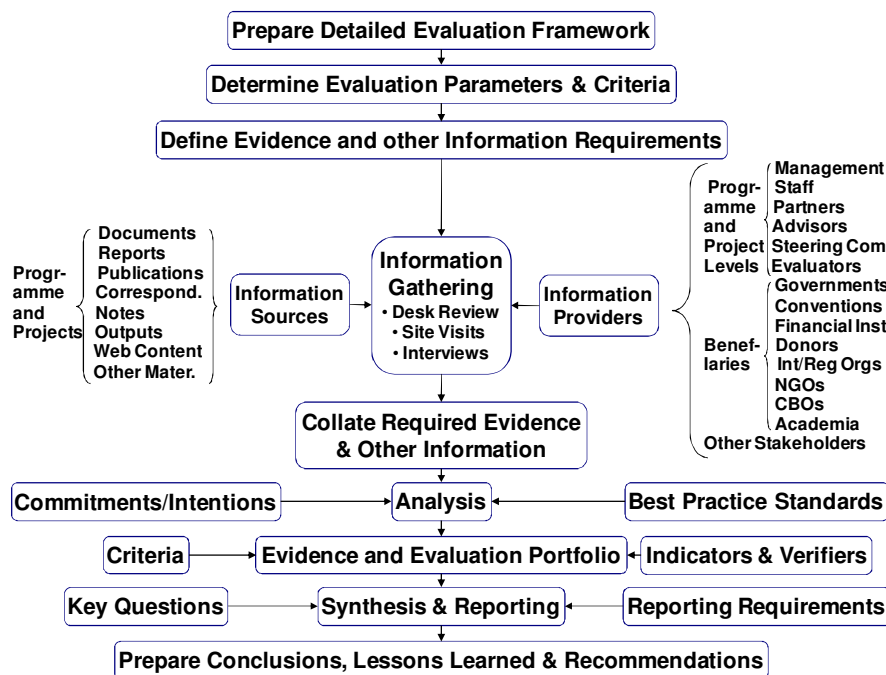 Prepare Detailed Evaluation Framework
Determine Evaluation Parameters & Criteria
Define Evidence and other Information Requirements
Progr-
amme
and
Projects
Documents
Reports
Publications
Correspond.
Notes
Outputs
Web Content
Other Mater.
Information
Sources
Information
Gathering
• Desk Review
• Site Visits
• Interviews
Information
Providers
Progr-
amme
and
Project
Levels
Management
Staff
Partners
Advisors
Steering Com
Evaluators
Benef-
laries
Governments
Conventions
Financial Inst
Donors
Int/Reg Orgs
NGOs
CBOs
Academia
Other Stakeholders
Collate Required Evidence
& Other Information
Commitments/Intentions
Analysis
Best Practice Standards
Criteria
Evidence and Evaluation Portfolio
Indicators & Verifiers
Key Questions
Synthesis & Reporting
Reporting Requirements
Prepare Conclusions, Lessons Learned & Recommendations